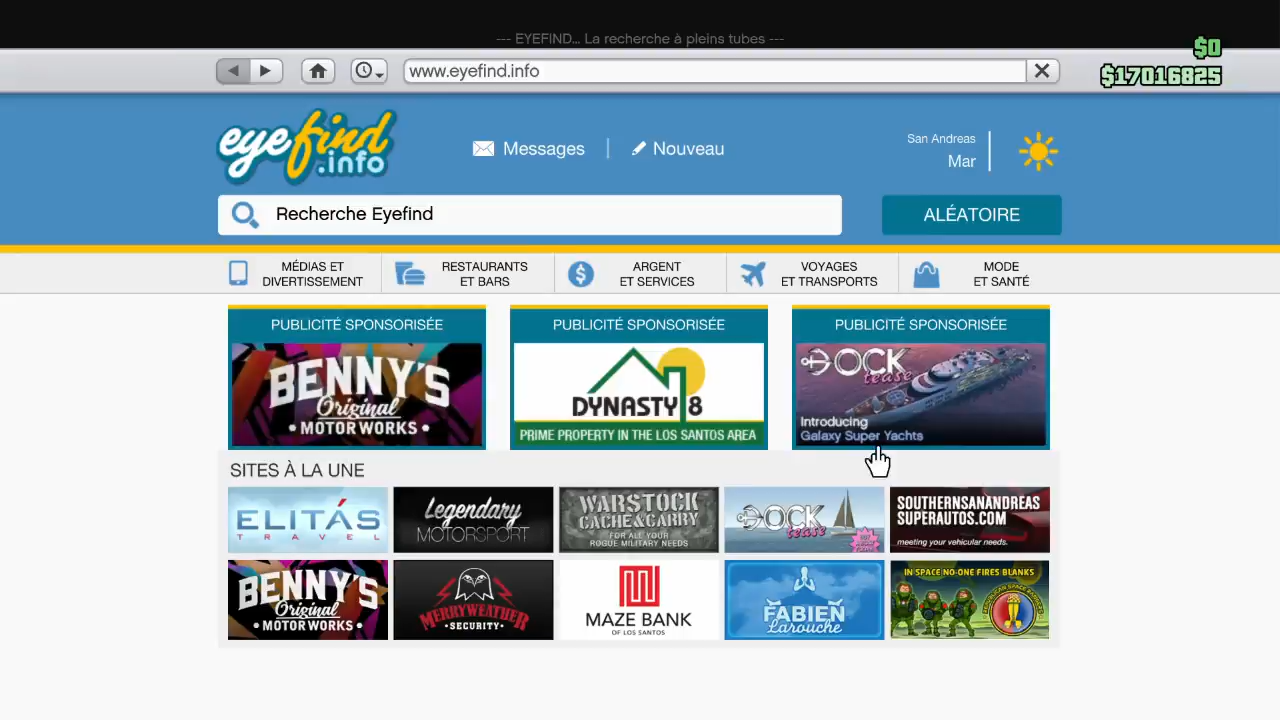 --- EYEFIND... La recherche à pleins tubes ---
$0
$17016825
www.eyefind.info
eyefind
.info
Messages
Nouveau
San Andreas
Mar
Recherche Eyefind
ALÉATOIRE
MÉDIAS ET
DIVERTISSEMENT
RESTAURANTS
ET BARS
ARGENT
ET SERVICES
VOYAGES
ET TRANSPORTS
MODE
ET SANTÉ
PUBLICITÉ SPONSORISÉE
BENNY'S
Original
• MOTOR WORKS •
PUBLICITÉ SPONSORISÉE
DYNASTY 8
PRIME PROPERTY IN THE LOS SANTOS AREA
PUBLICITÉ SPONSORISÉE
DOCK
tease
Introducing
Galaxy Super Yachts
SITES À LA UNE
ELITÁS
TRAVEL
Legendary
MOTORSPORT
WARSTOCK
CACHE & CARRY
FOR ALL YOUR
ROGUE MILITARY NEEDS
DOCK
tease
SOUTHERNSANANDREAS
SUPERAUTOS.COM
meeting your vehicular needs.
BENNY'S
Original
• MOTOR WORKS •
MERRYWEATHER
• SECURITY •
MAZE BANK
OF LOS SANTOS
FABIEN
Larouche
IN SPACE NO-ONE FIRES BLANKS